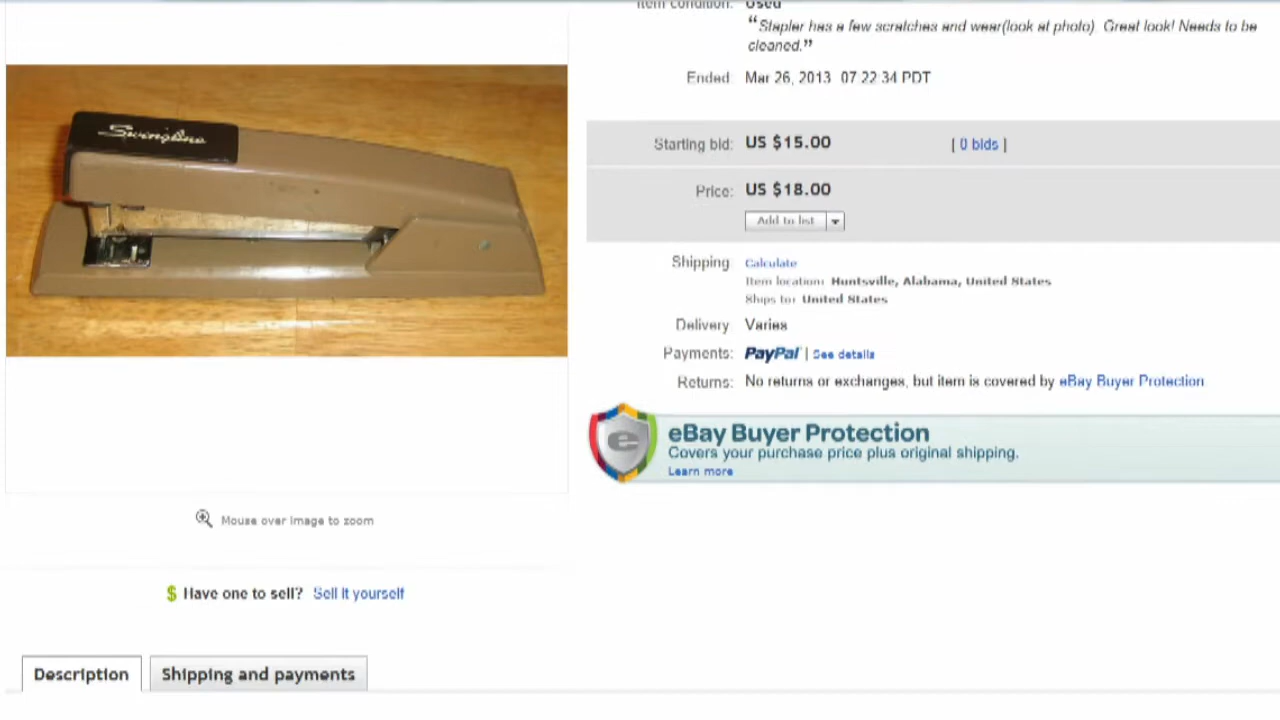 Item condition: Used
“Stapler has a few scratches and wear(look at photo). Great look! Needs to be
cleaned.”
Ended: Mar 26, 2013 07:22:34 PDT
Swingline
Starting bid: US $15.00 [ 0 bids ]
Price: US $18.00
Add to list
Shipping: Calculate
Item location: Huntsville, Alabama, United States
Ships to: United States
Delivery: Varies
Payments: PayPal | See details
Returns: No returns or exchanges, but item is covered by eBay Buyer Protection
e
eBay Buyer Protection
Covers your purchase price plus original shipping.
Learn more
Mouse over image to zoom
$ Have one to sell? Sell it yourself
Description Shipping and payments